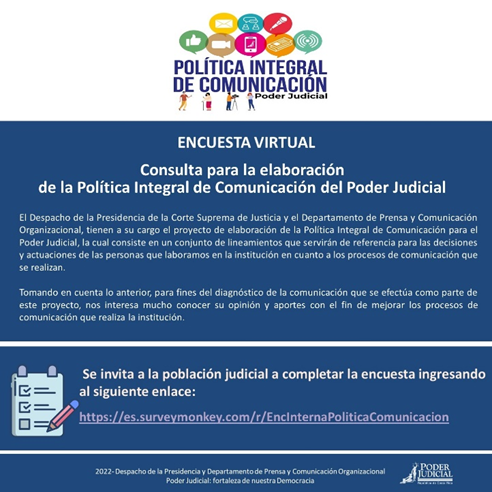 POLÍTICA INTEGRAL
DE COMUNICACIÓN
Poder Judicial
ENCUESTA VIRTUAL
Consulta para la elaboración
de la Política Integral de Comunicación del Poder Judicial
El Despacho de la Presidencia de la Corte Suprema de Justicia y el Departamento de Prensa y Comunicación
Organizacional, tienen a su cargo el proyecto de elaboración de la Política Integral de Comunicación para el
Poder Judicial, la cual consiste en un conjunto de lineamientos que servirán de referencia para las decisiones
y actuaciones de las personas que laboramos en la institución en cuanto a los procesos de comunicación que
se realizan.
Tomando en cuenta lo anterior, para fines del diagnóstico de la comunicación que se efectúa como parte de
este proyecto, nos interesa mucho conocer su opinión y aportes con el fin de mejorar los procesos de
comunicación que realiza la institución.
Se invita a la población judicial a completar la encuesta ingresando
al siguiente enlace:
https://es.surveymonkey.com/r/EncInternaPoliticaComunicacion
2022- Despacho de la Presidencia y Departamento de Prensa y Comunicación Organizacional
Poder Judicial: fortaleza de nuestra Democracia
PODER
JUDICIAL